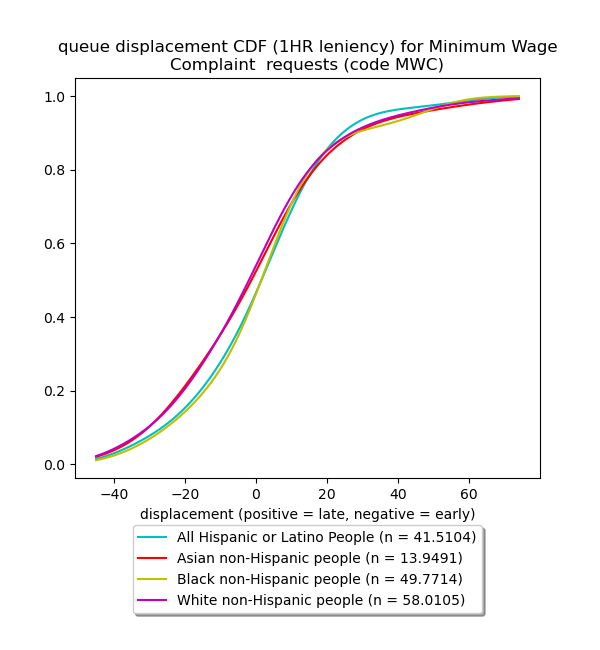 queue displacement CDF (1HR leniency) for Minimum Wage
Complaint  requests (code MWC)
1.0
0.8
0.6
0.4
0.2
0.0
−40 −20 0 20 40 60
displacement (positive = late, negative = early)
All Hispanic or Latino People (n = 41.5104)
Asian non-Hispanic people (n = 13.9491)
Black non-Hispanic people (n = 49.7714)
White non-Hispanic people (n = 58.0105)